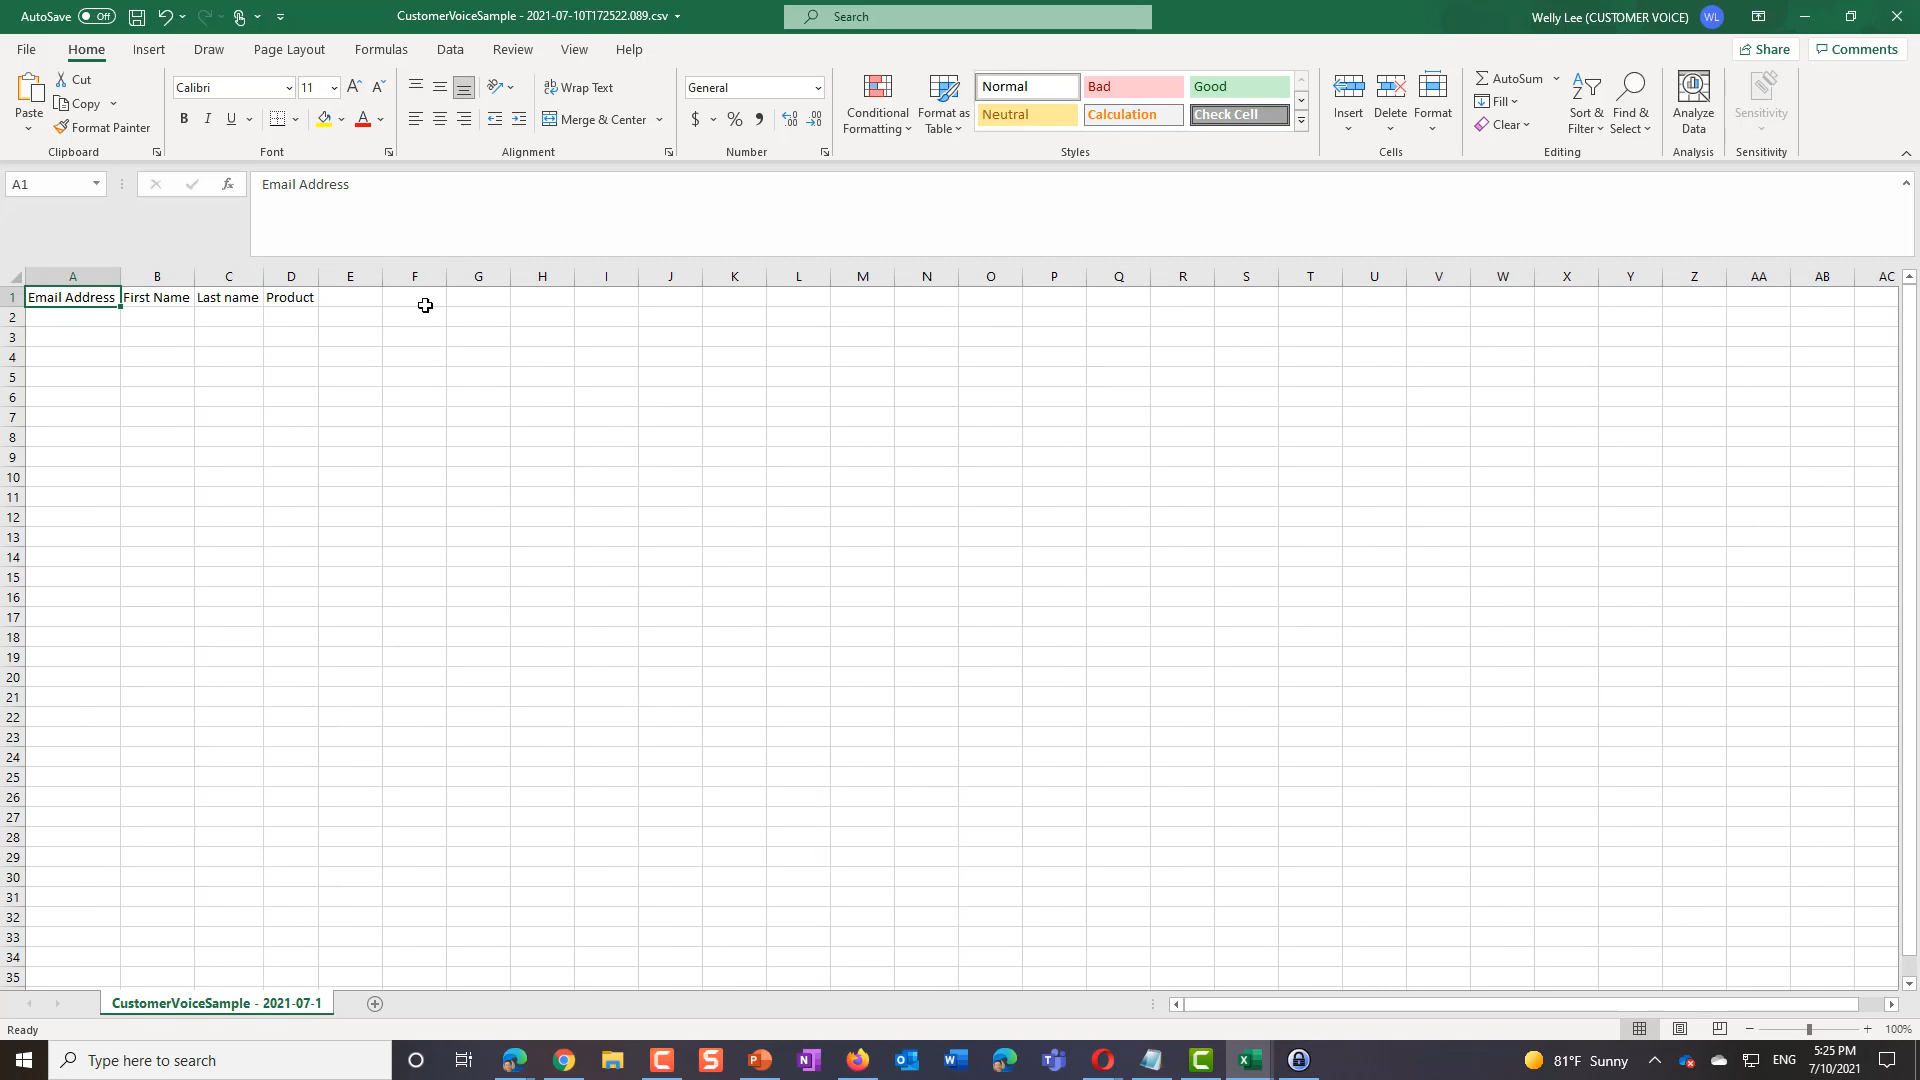 AutoSave Off CustomerVoiceSample - 2021-07-10T172522.089.csv Search Welly Lee (CUSTOMER VOICE) WL
File Home Insert Draw Page Layout Formulas Data Review View Help Share Comments
Paste Cut Copy Format Painter Clipboard
Calibri 11 B I U A Font
Wrap Text Merge & Center Alignment
General $ % 9 Number
Conditional Formatting Format as Table Normal Bad Good Neutral Calculation Check Cell Styles
Insert Delete Format Cells
AutoSum Fill Clear Sort & Filter Find & Select Editing
Analyze Data Analysis
Sensitivity Sensitivity
A1 fx Email Address
A B C D E F G H I J K L M N O P Q R S T U V W X Y Z AA AB AC
1 Email Address First Name Last name Product
2
3
4
5
6
7
8
9
10
11
12
13
14
15
16
17
18
19
20
21
22
23
24
25
26
27
28
29
30
31
32
33
34
35
CustomerVoiceSample - 2021-07-1
Ready 100%
Type here to search 81°F Sunny ENG 5:25 PM
7/10/2021